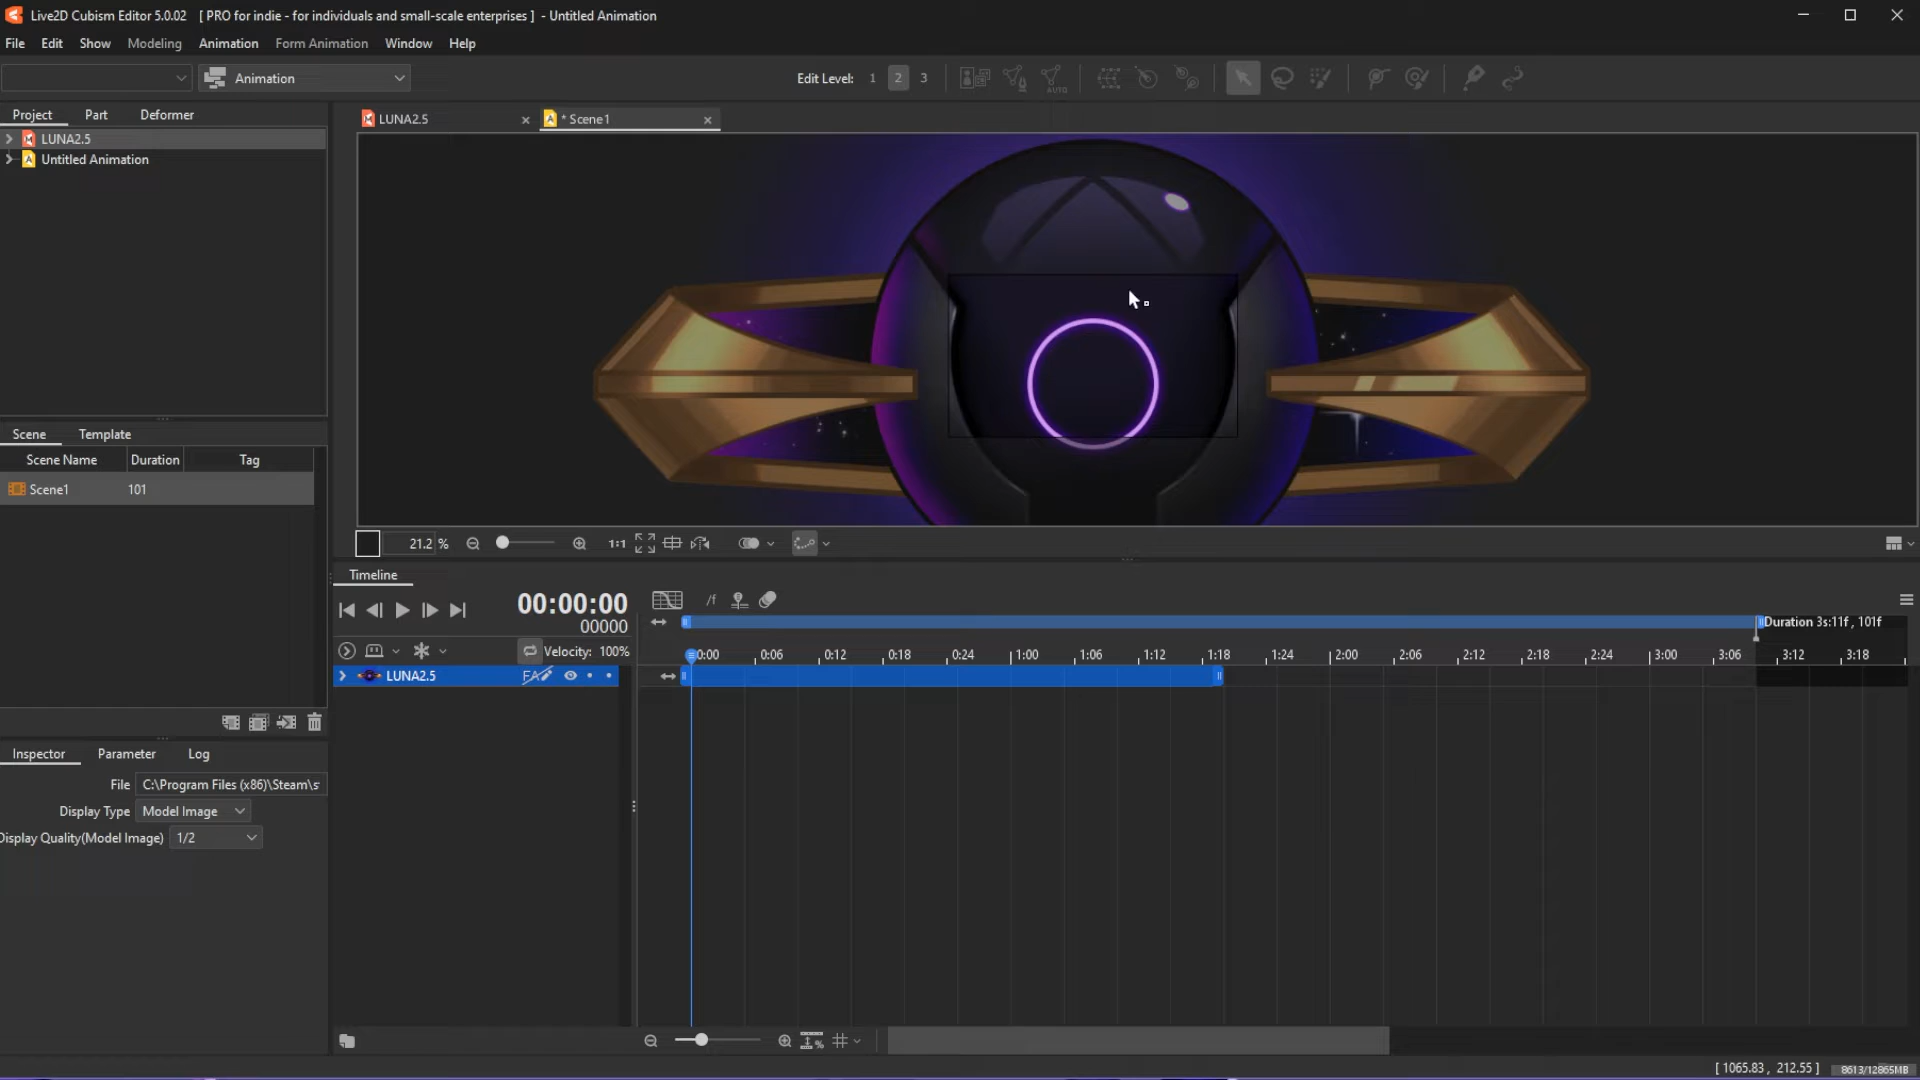 Live2D Cubism Editor 5.0.02 [ PRO for indie - for individuals and small-scale enterprises ] - Untitled Animation
File Edit Show Modeling Animation Form Animation Window Help
Animation
Edit Level: 1 2 3
AUTO
Project Part Deformer
LUNA2.5
Untitled Animation
LUNA2.5
* Scene1
Scene Template
Scene Name Duration Tag
Scene1 101
21.2 %
1:1
Timeline
00:00:00
00000
/f
Duration 3s:11f, 101f
Velocity: 100%
0:00 0:06 0:12 0:18 0:24 1:00 1:06 1:12 1:18 1:24 2:00 2:06 2:12 2:18 2:24 3:00 3:06 3:12 3:18
LUNA2.5 FA
Inspector Parameter Log
File C:\Program Files (x86)\Steam\s
Display Type Model Image
Display Quality(Model Image) 1/2
%
[ 1065.83, 212.55 ] 8613/12865MB